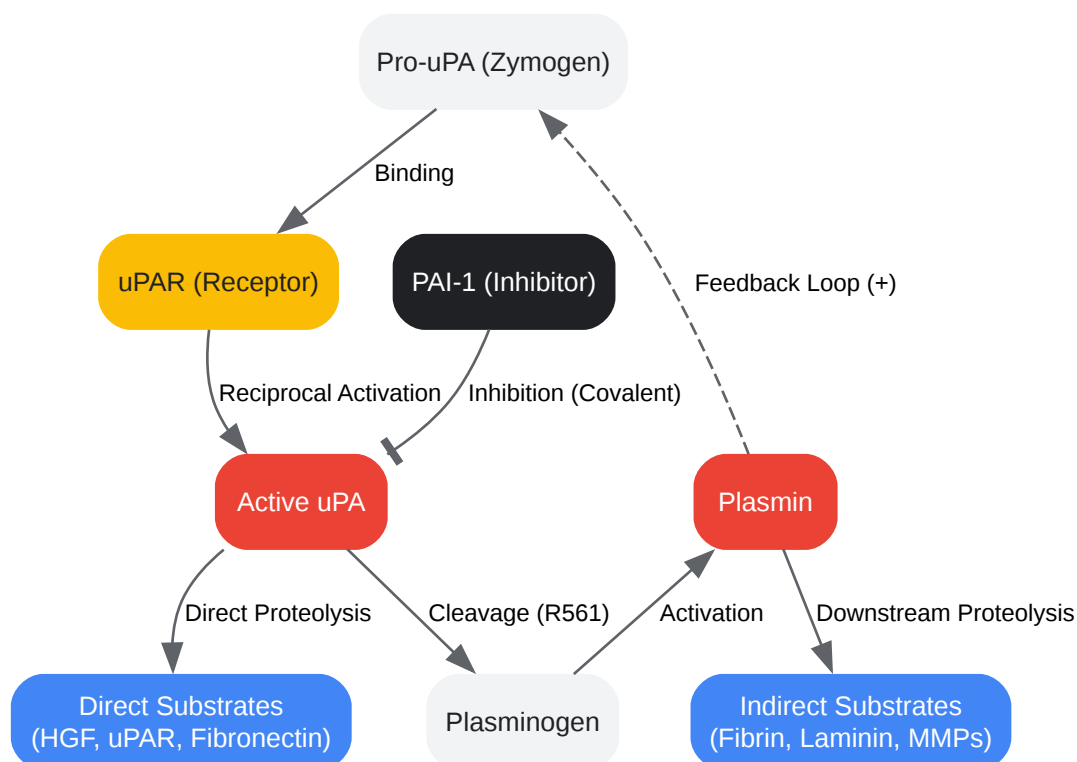 Pro-uPA (Zymogen)
Binding
uPAR (Receptor)
PAI-1 (Inhibitor)
Feedback Loop (+)
Reciprocal Activation
Inhibition (Covalent)
Active uPA
Plasmin
Direct Proteolysis
Cleavage (R561)
Activation
Downstream Proteolysis
Direct Substrates
(HGF, uPAR, Fibronectin)
Plasminogen
Indirect Substrates
(Fibrin, Laminin, MMPs)